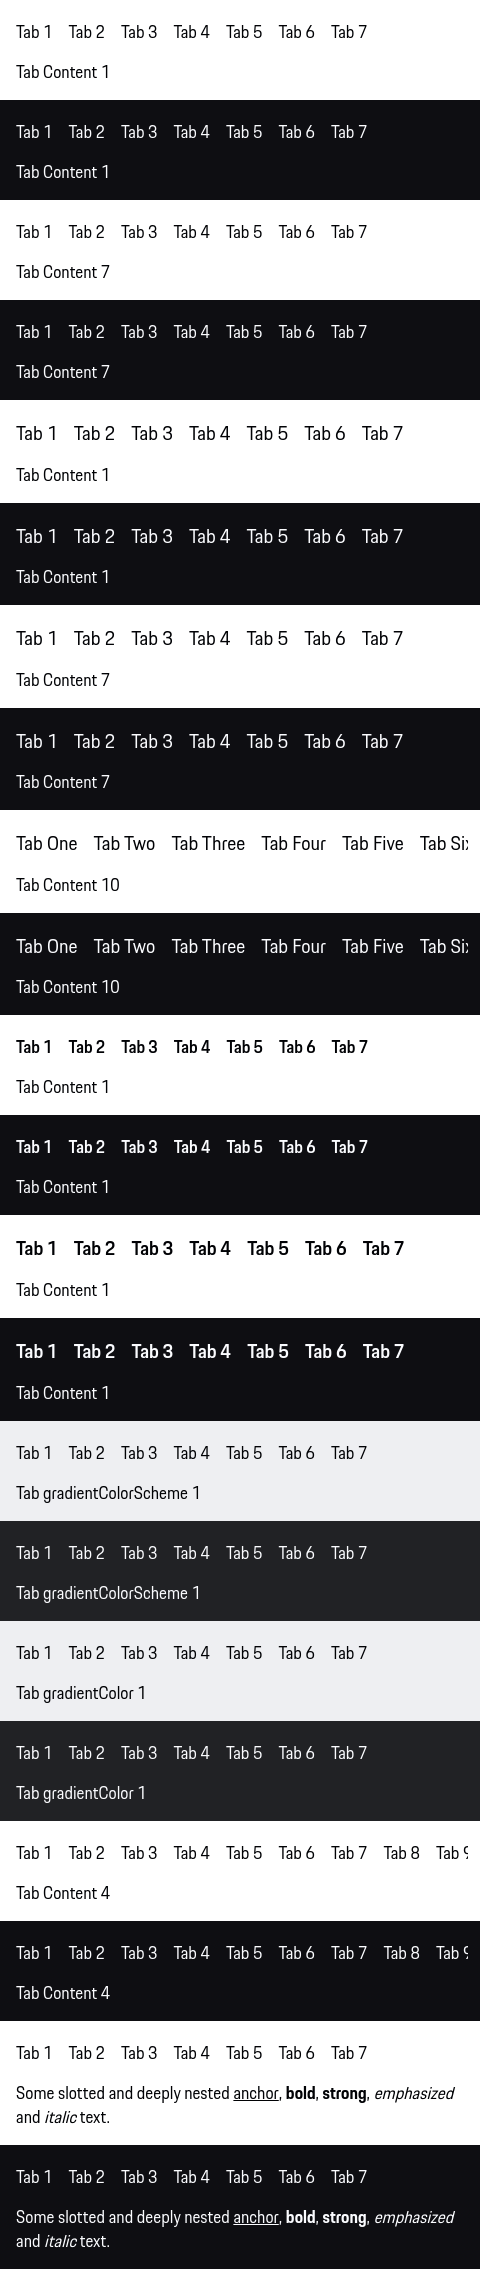 Tab 1 Tab 2 Tab 3 Tab 4 Tab 5 Tab 6 Tab 7
Tab Content 1
Tab 1 Tab 2 Tab 3 Tab 4 Tab 5 Tab 6 Tab 7
Tab Content 1
Tab 1 Tab 2 Tab 3 Tab 4 Tab 5 Tab 6 Tab 7
Tab Content 7
Tab 1 Tab 2 Tab 3 Tab 4 Tab 5 Tab 6 Tab 7
Tab Content 7
Tab 1 Tab 2 Tab 3 Tab 4 Tab 5 Tab 6 Tab 7
Tab Content 1
Tab 1 Tab 2 Tab 3 Tab 4 Tab 5 Tab 6 Tab 7
Tab Content 1
Tab 1 Tab 2 Tab 3 Tab 4 Tab 5 Tab 6 Tab 7
Tab Content 7
Tab 1 Tab 2 Tab 3 Tab 4 Tab 5 Tab 6 Tab 7
Tab Content 7
Tab One Tab Two Tab Three Tab Four Tab Five Tab Six
Tab Content 10
Tab One Tab Two Tab Three Tab Four Tab Five Tab Six
Tab Content 10
Tab 1 Tab 2 Tab 3 Tab 4 Tab 5 Tab 6 Tab 7
Tab Content 1
Tab 1 Tab 2 Tab 3 Tab 4 Tab 5 Tab 6 Tab 7
Tab Content 1
Tab 1 Tab 2 Tab 3 Tab 4 Tab 5 Tab 6 Tab 7
Tab Content 1
Tab 1 Tab 2 Tab 3 Tab 4 Tab 5 Tab 6 Tab 7
Tab Content 1
Tab 1 Tab 2 Tab 3 Tab 4 Tab 5 Tab 6 Tab 7
Tab gradientColorScheme 1
Tab 1 Tab 2 Tab 3 Tab 4 Tab 5 Tab 6 Tab 7
Tab gradientColorScheme 1
Tab 1 Tab 2 Tab 3 Tab 4 Tab 5 Tab 6 Tab 7
Tab gradientColor 1
Tab 1 Tab 2 Tab 3 Tab 4 Tab 5 Tab 6 Tab 7
Tab gradientColor 1
Tab 1 Tab 2 Tab 3 Tab 4 Tab 5 Tab 6 Tab 7 Tab 8 Tab 9
Tab Content 4
Tab 1 Tab 2 Tab 3 Tab 4 Tab 5 Tab 6 Tab 7 Tab 8 Tab 9
Tab Content 4
Tab 1 Tab 2 Tab 3 Tab 4 Tab 5 Tab 6 Tab 7
Some slotted and deeply nested anchor, bold, strong, emphasized
and italic text.
Tab 1 Tab 2 Tab 3 Tab 4 Tab 5 Tab 6 Tab 7
Some slotted and deeply nested anchor, bold, strong, emphasized
and italic text.